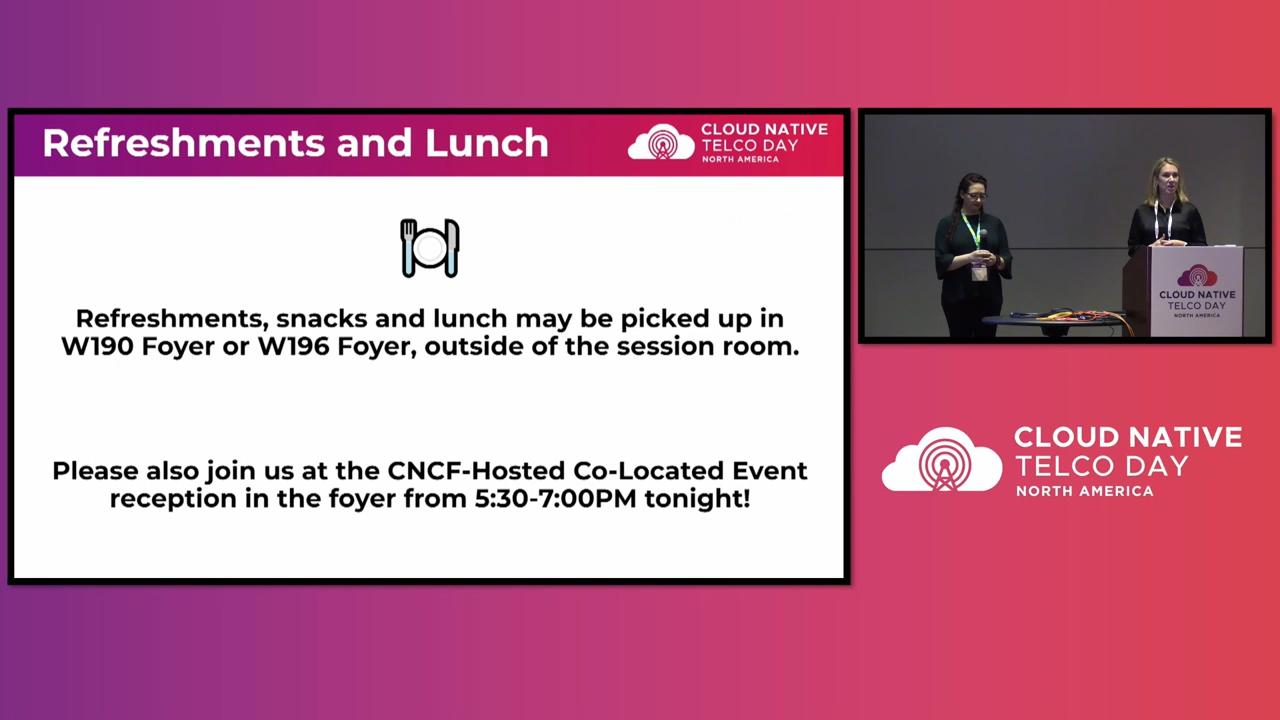 Refreshments and Lunch
CLOUD NATIVE
TELCO DAY
NORTH AMERICA
Refreshments, snacks and lunch may be picked up in
W190 Foyer or W196 Foyer, outside of the session room.
Please also join us at the CNCF-Hosted Co-Located Event
reception in the foyer from 5:30-7:00PM tonight!
CLOUD NATIVE
TELCO DAY
NORTH AMERICA
CLOUD NATIVE
TELCO DAY
NORTH AMERICA